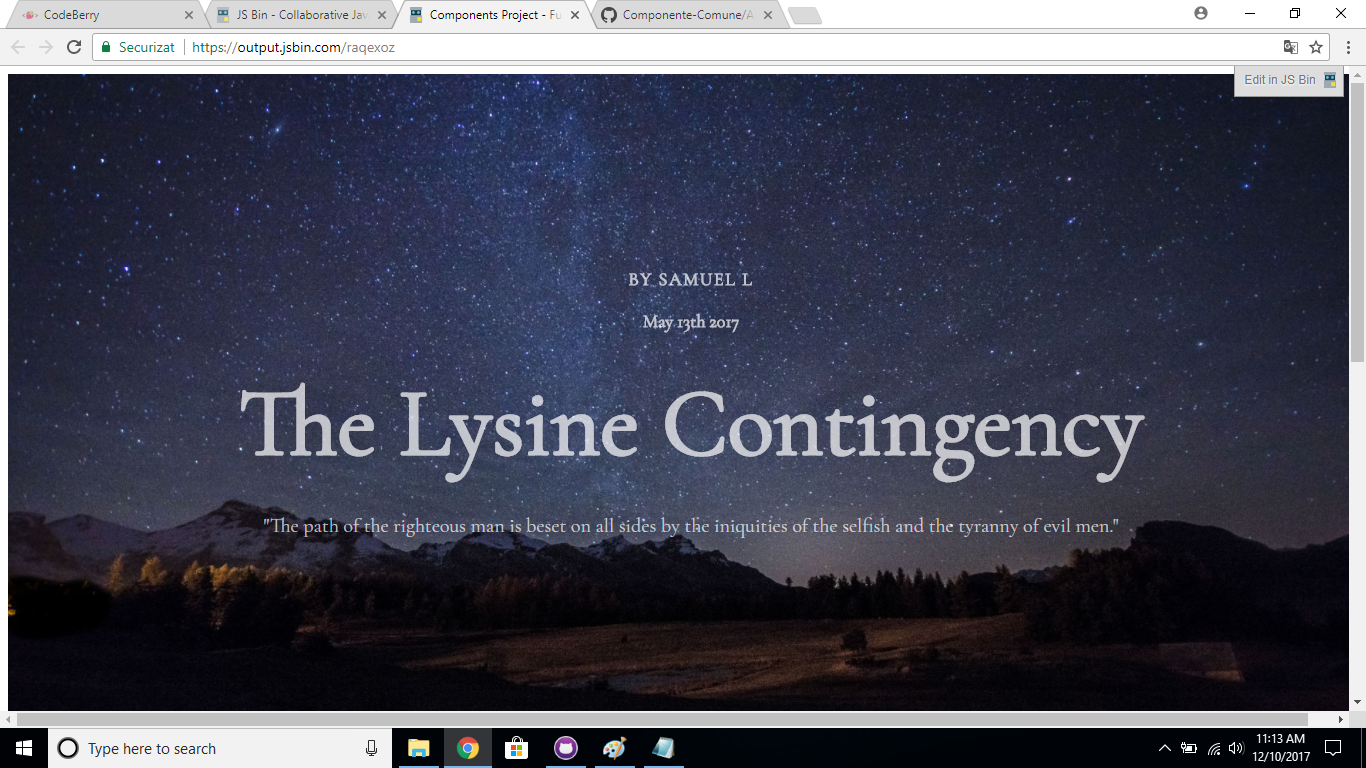 CodeBerry
JS Bin - Collaborative Jav
Components Project - Fu
Componente-Comune/A
Securizat
https://output.jsbin.com/raqexoz
Edit in JS Bin
BY SAMUEL L
May 13th 2017
The Lysine Contingency
"The path of the righteous man is beset on all sides by the iniquities of the selfish and the tyranny of evil men."
Type here to search
11:13 AM
12/10/2017